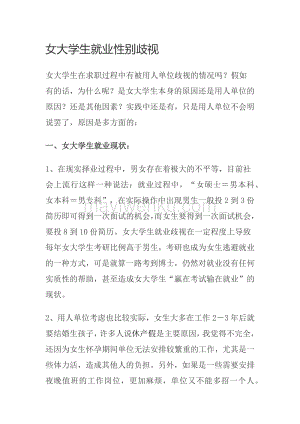 女大学生就业性别歧视
女大学生在求职过程中有被用人单位歧视的情况吗？假如
有的话，为什么呢？是女大学生本身的原因还是用人单位的
原因？还是其他因素？实践中还是有。只是用人单位不会明
说罢了，原因是多方面的：
一、女大学生就业现状：
1、在现实择业过程中，男女存在着极大的不平等，目前社
会上流行这样一种说法：就业过程中，“女硕士＝男本科、
女本科＝男专科”，在实际操作中出现男生一般投 2 到 3 份
简历即可得到一次面试的机会，而女生要得到一次面试机会，
要投 8 到 10 份简历。女大学生就业歧视在一定程度上导致
每年女大学生考研比例高于男生，考研也成为女生逃避就业
的一种方式，可是就算一路考到博士，仍然对就业没有任何
实质性的帮助，甚至造成女大学生“赢在考试输在就业”的
现状。
2、用人单位考虑也比较实际，女生大多在工作 2－3 年后就
要结婚生孩子，许多人说休产假是主要原因，我觉得不完全，
还因为女生怀孕期间单位无法安排较繁重的工作，尤其是一
些体力活，造成其他人的负担。另外，如果是一些需要安排
夜晚值班的工作岗位，更加麻烦，单位又不能多招一个人。